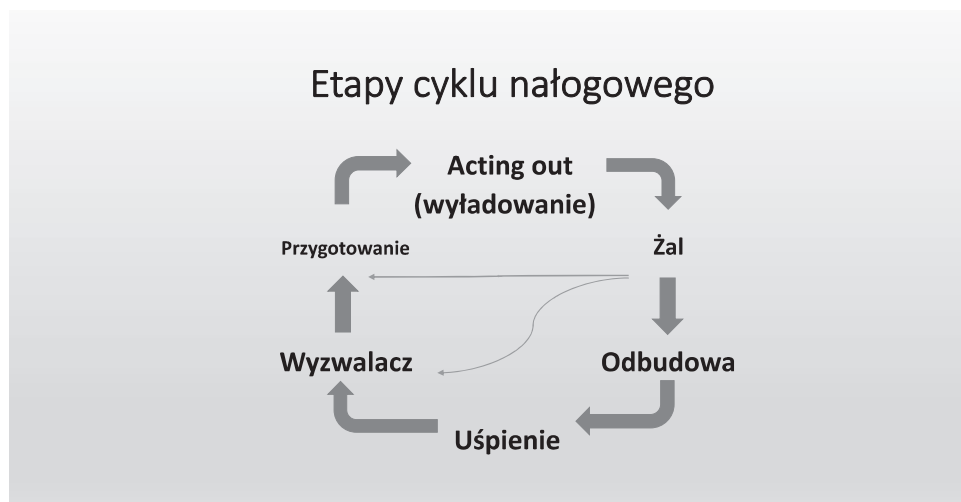 Etapy cyklu nałogowego
Acting out
(wyładowanie)
Przygotowanie
Żal
Wyzwalacz
Odbudowa
Uśpienie